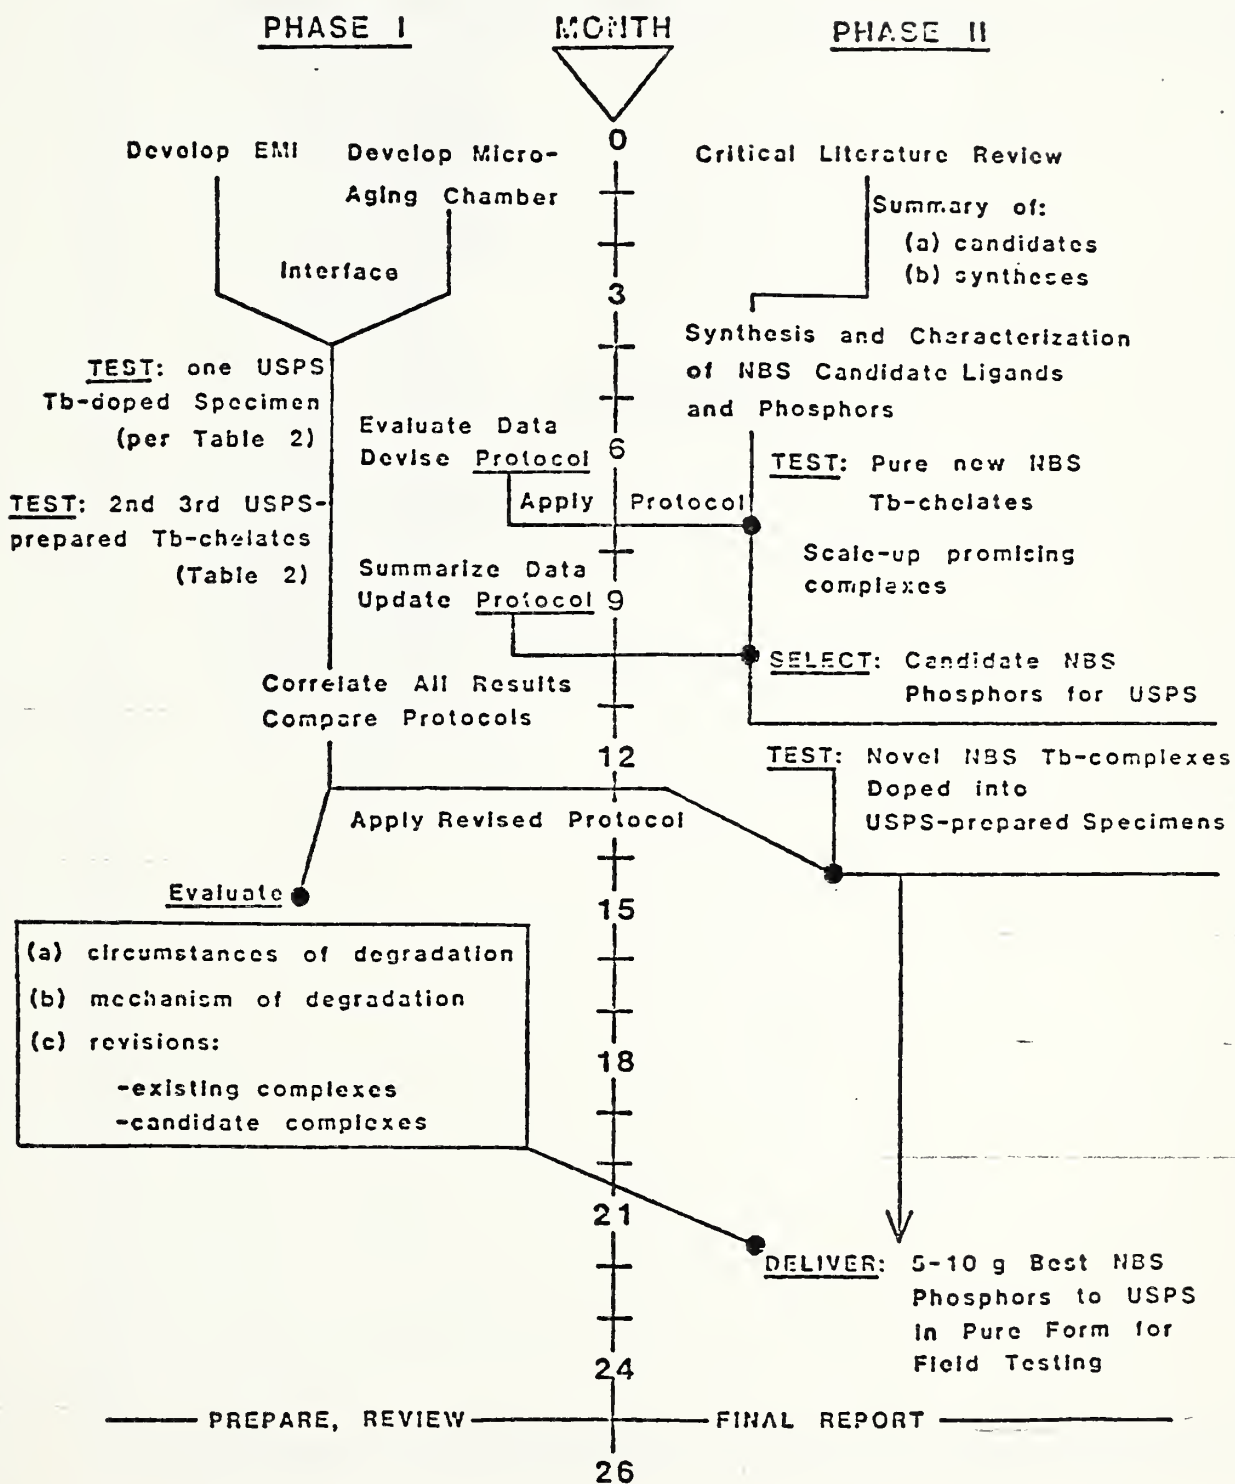 PHASE I
MONTH
PHASE II
0
Develop EMI
Develop Micro-
Aging Chamber
Critical Literature Review
Summary of:
(a) candidates
(b) syntheses
Interface
3
Synthesis and Characterization
of NBS Candidate Ligands
and Phosphors
TEST: one USPS
Tb-doped Specimen
(per Table 2)
Evaluate Data
Devise Protocol
6
TEST: Pure new NBS
Tb-chelates
Apply Protocol
TEST: 2nd 3rd USPS-
prepared Tb-chelates
(Table 2)
Scale-up promising
complexes
Summarize Data
Update Protocol
9
SELECT: Candidate NBS
Phosphors for USPS
Correlate All Results
Compare Protocols
12
TEST: Novel NBS Tb-complexes
Doped into
USPS-prepared Specimens
Apply Revised Protocol
Evaluate
15
(a) circumstances of degradation
(b) mechanism of degradation
(c) revisions:
-existing complexes
-candidate complexes
18
21
DELIVER: 5-10 g Best NBS
Phosphors to USPS
in Pure Form for
Field Testing
24
PREPARE, REVIEW
FINAL REPORT
26